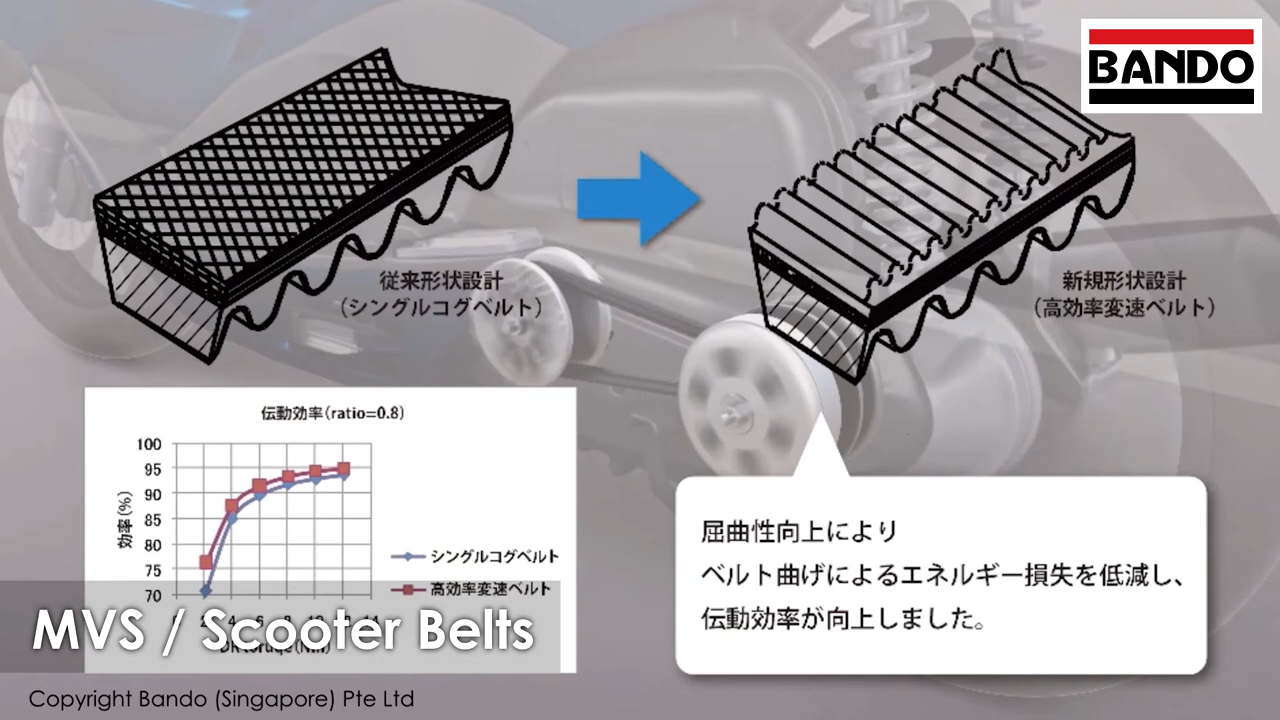 BANDO
従来形状設計
（シングルコグベルト）
新規形状設計
（高効率変速ベルト）
伝動効率（ratio=0.8）
100
95
90
85
80
75
70
効率(%)
シングルコグベルト
高効率変速ベルト
屈曲性向上により
ベルト曲げによるエネルギー損失を低減し、
伝動効率が向上しました。
MVS / Scooter Belts
Copyright Bando (Singapore) Pte Ltd